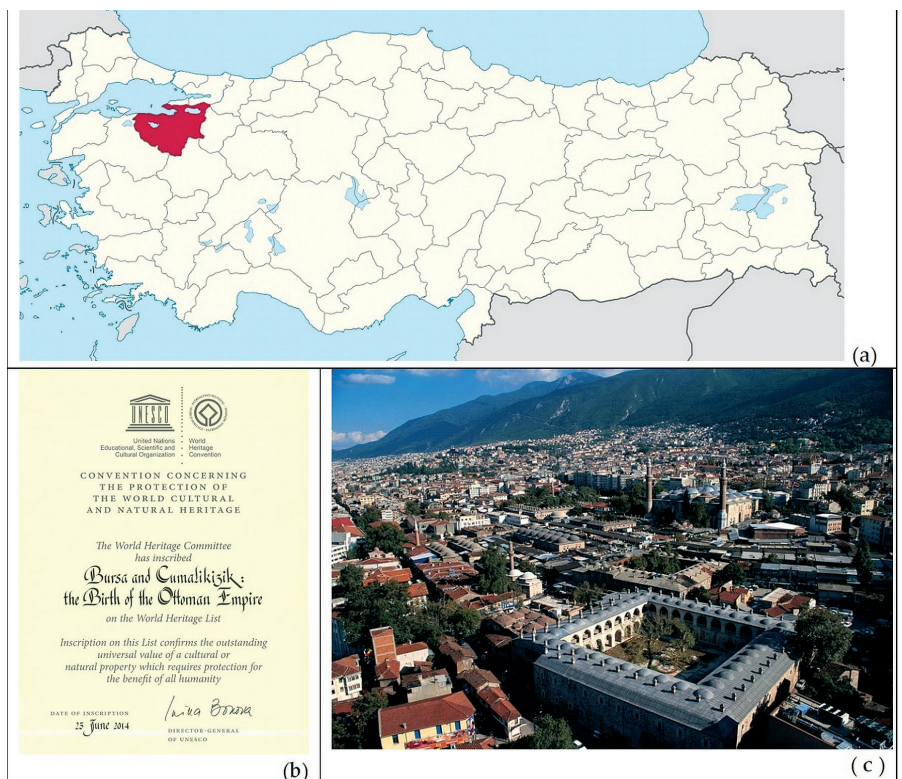 (a)
UNESCO
United Nations
Educational, Scientific and
Cultural Organization
World
Heritage
Convention
CONVENTION CONCERNING
THE PROTECTION OF
THE WORLD CULTURAL
AND NATURAL HERITAGE
The World Heritage Committee
has inscribed
Bursa and Cumalıkızık:
the Birth of the Ottoman Empire
on the World Heritage List
Inscription on this List confirms the outstanding
universal value of a cultural or
natural property which requires protection for
the benefit of all humanity
DATE OF INSCRIPTION
25 June 2014
DIRECTOR-GENERAL
OF UNESCO
(b)
(c)